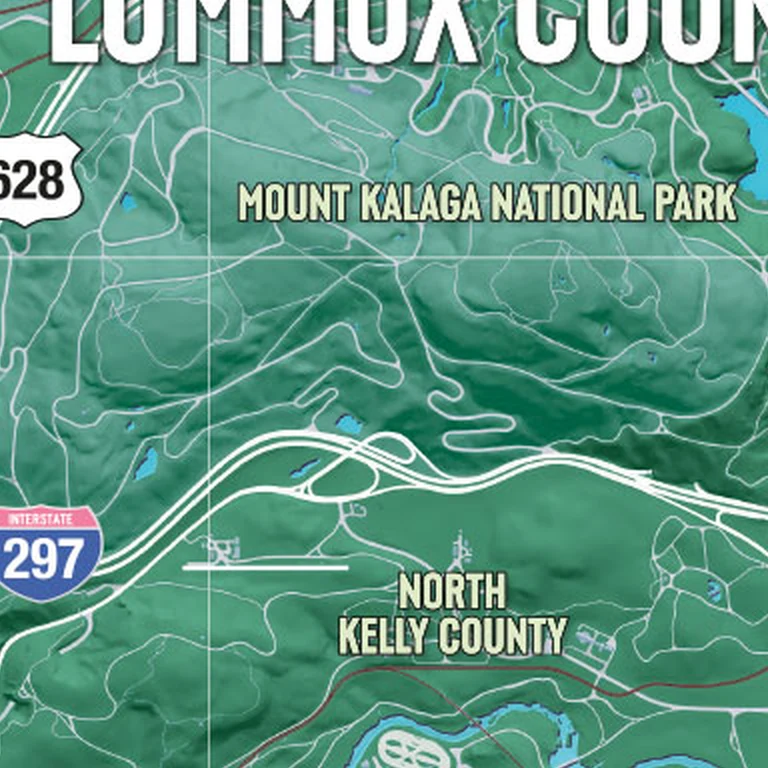 LUMMOX COUN
628
MOUNT KALAGA NATIONAL PARK
INTERSTATE
297
NORTH
KELLY COUNTY